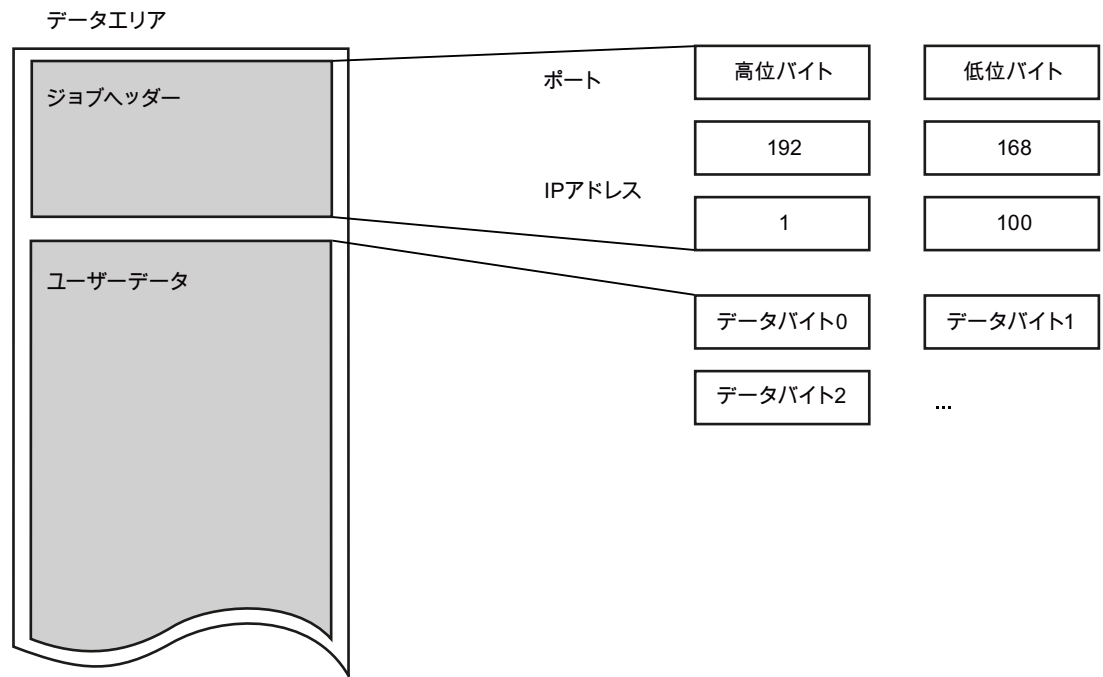 データエリア
ジョブヘッダー
ポート
高位バイト
低位バイト
192
168
IPアドレス
1
100
ユーザーデータ
データバイト0
データバイト1
データバイト2
...